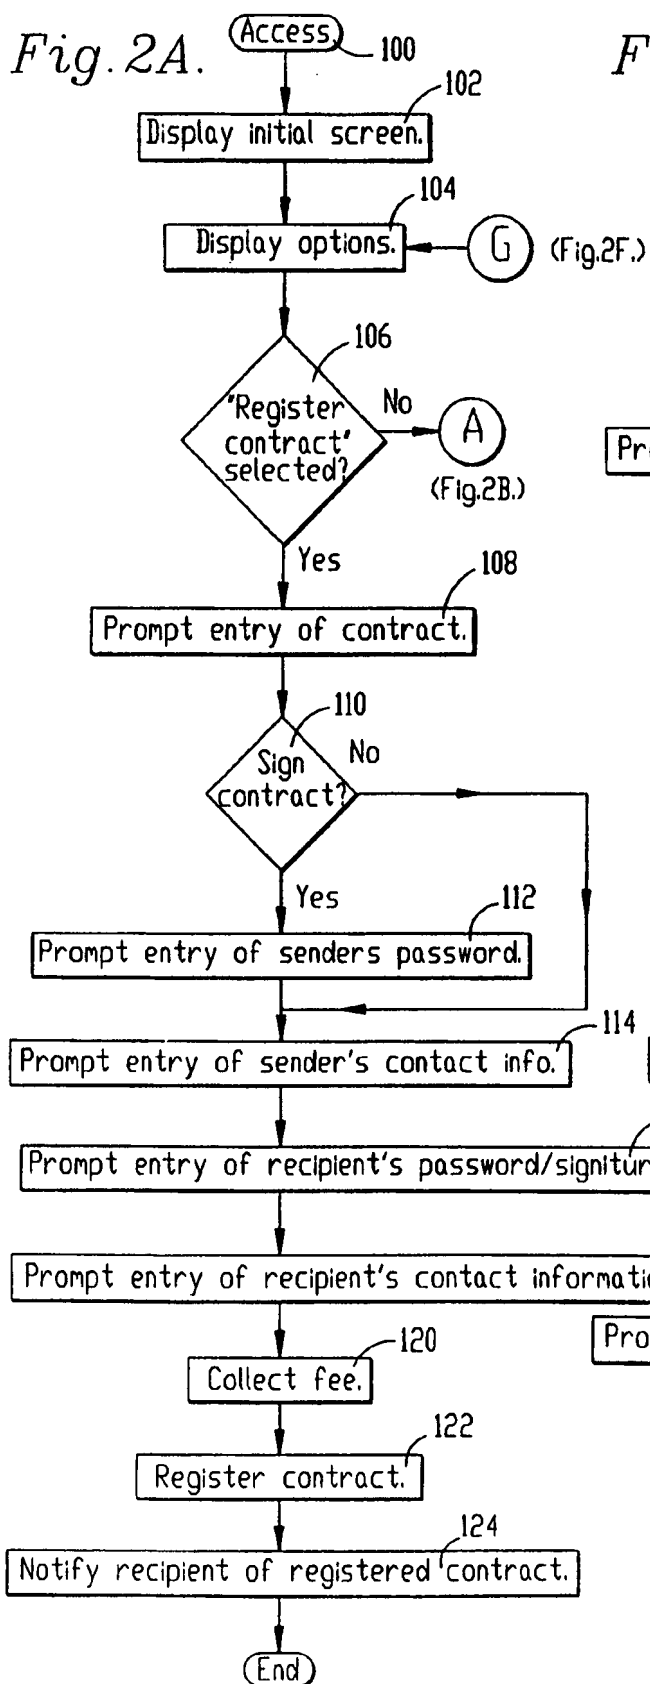 Fig. 2A.
F
Access.
100
102
Display initial screen.
104
Display options.
G
(Fig.2F.)
106
"Register
contract"
selected?
No
A
(Fig.2B.)
Yes
108
Prompt entry of contract.
110
Sign
contract?
No
Yes
112
Prompt entry of senders password.
114
Prompt entry of sender's contact info.
Prompt entry of recipient's password/signitur
Prompt entry of recipient's contact informati
120
Collect fee.
Pro
122
Register contract.
124
Notify recipient of registered contract.
End